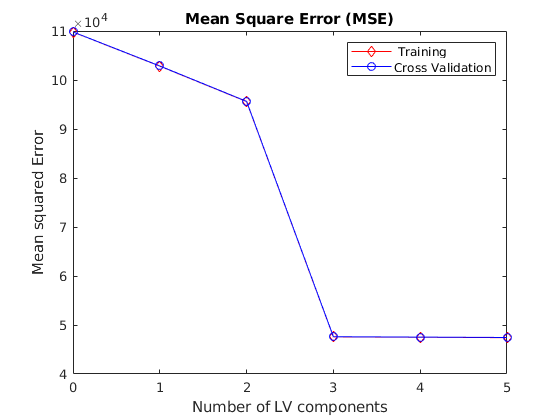 Mean Square Error (MSE)
×10^4
11
10
9
8
7
6
5
4
0 1 2 3 4 5
Mean squared Error
Number of LV components
Training
Cross Validation